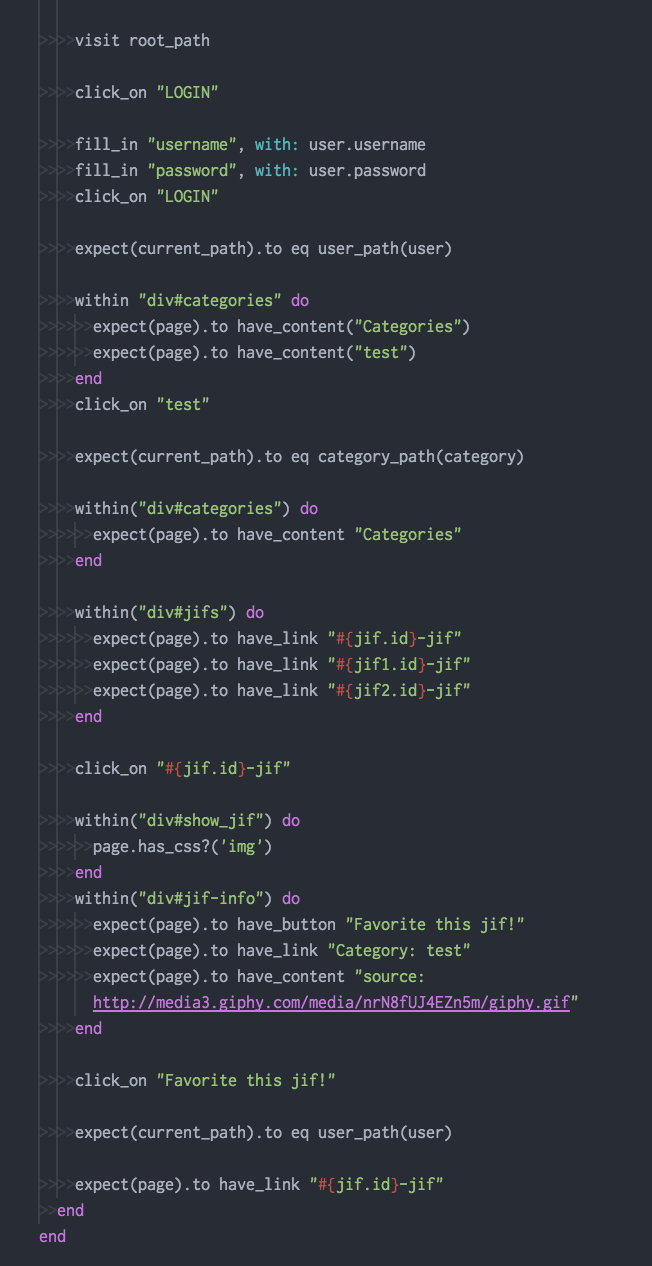 visit root_path
click_on "LOGIN"
fill_in "username", with: user.username
fill_in "password", with: user.password
click_on "LOGIN"
expect(current_path).to eq user_path(user)
within "div#categories" do
expect(page).to have_content("Categories")
expect(page).to have_content("test")
end
click_on "test"
expect(current_path).to eq category_path(category)
within("div#categories") do
expect(page).to have_content "Categories"
end
within("div#jifs") do
expect(page).to have_link "#{jif.id}-jif"
expect(page).to have_link "#{jif1.id}-jif"
expect(page).to have_link "#{jif2.id}-jif"
end
click_on "#{jif.id}-jif"
within("div#show_jif") do
page.has_css?('img')
end
within("div#jif-info") do
expect(page).to have_button "Favorite this jif!"
expect(page).to have_link "Category: test"
expect(page).to have_content "source:
http://media3.giphy.com/media/nrN8fUJ4EZn5m/giphy.gif"
end
click_on "Favorite this jif!"
expect(current_path).to eq user_path(user)
expect(page).to have_link "#{jif.id}-jif"
end
end